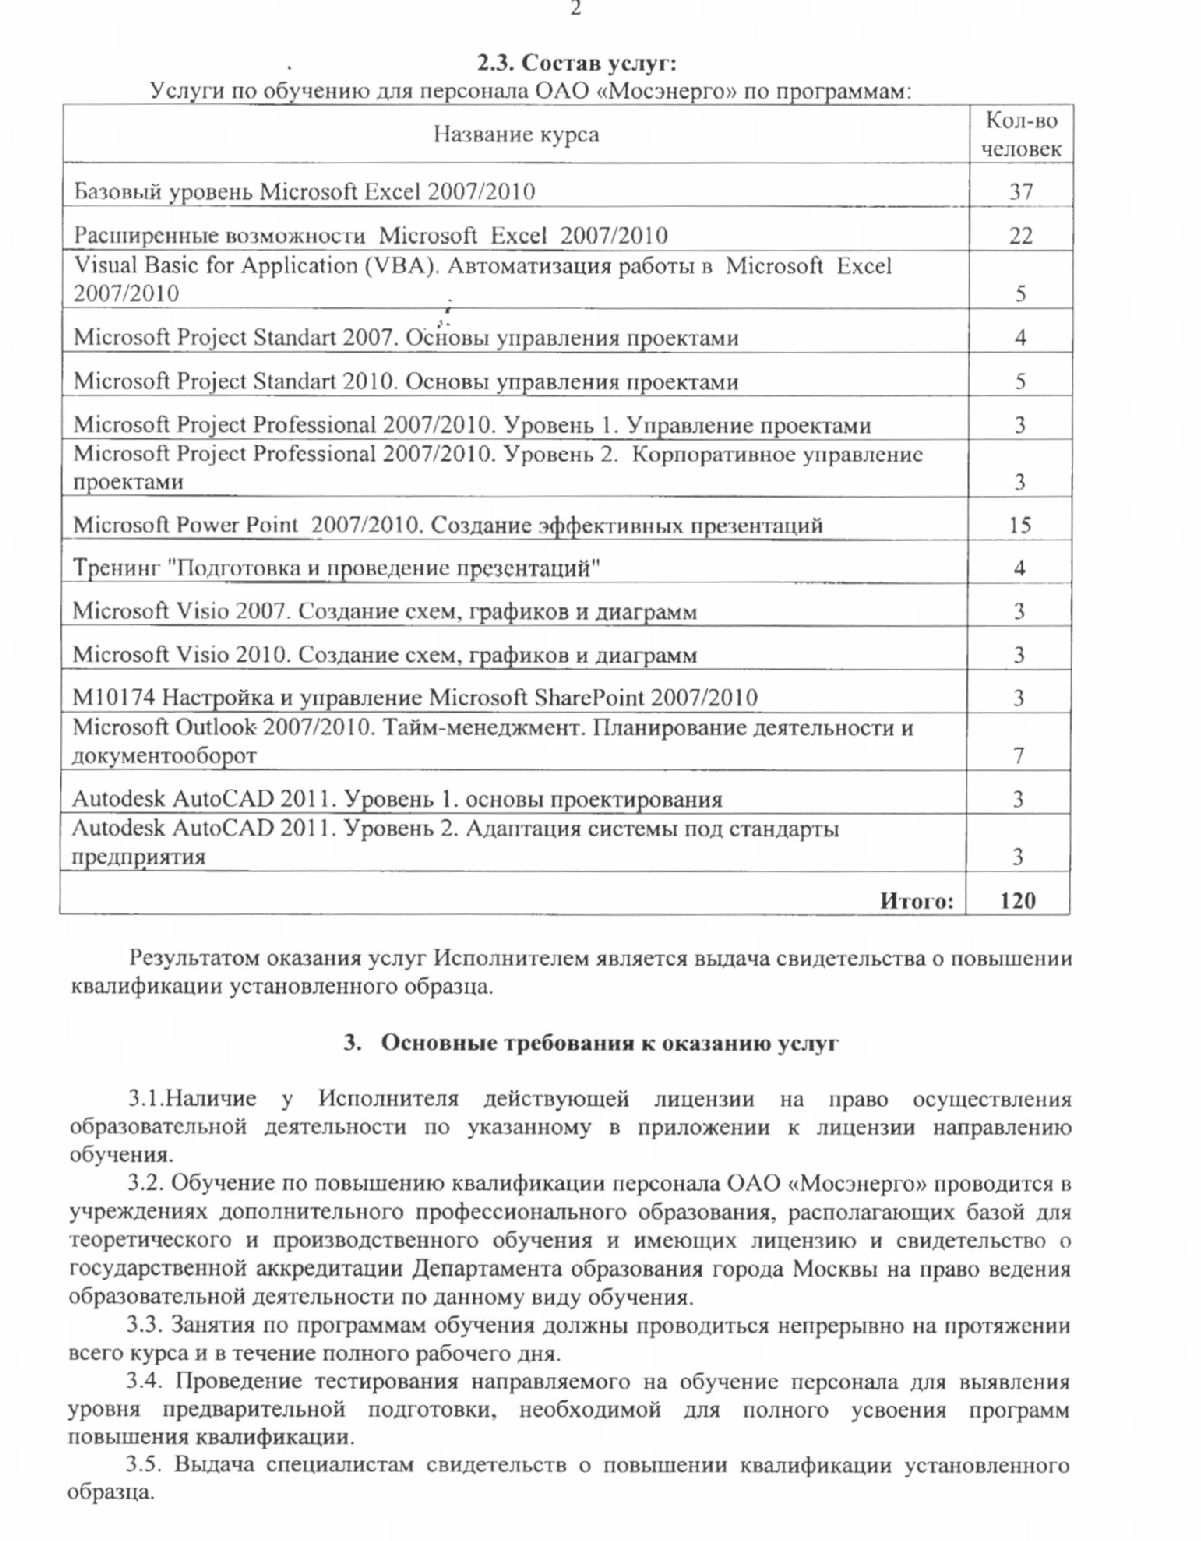 2
2.3. Состав услуг:
Услуги по обучению для персонала ОАО «Мосэнерго» по программам:
Название курса
Кол-во
человек
Базовый уровень Microsoft Excel 2007/2010 37
Расширенные возможности Microsoft Excel 2007/2010 22
Visual Basic for Application (VBA). Автоматизация работы в Microsoft Excel
2007/2010 5
Microsoft Project Standart 2007. Основы управления проектами 4
Microsoft Project Standart 2010. Основы управления проектами 5
Microsoft Project Professional 2007/2010. Уровень 1. Управление проектами 3
Microsoft Project Professional 2007/2010. Уровень 2. Корпоративное управление
проектами 3
Microsoft Power Point 2007/2010. Создание эффективных презентаций 15
Тренинг "Подготовка и проведение презентаций" 4
Microsoft Visio 2007. Создание схем, графиков и диаграмм 3
Microsoft Visio 2010. Создание схем, графиков и диаграмм 3
M10174 Настройка и управление Microsoft SharePoint 2007/2010 3
Microsoft Outlook 2007/2010. Тайм-менеджмент. Планирование деятельности и
документооборот 7
Autodesk AutoCAD 2011. Уровень 1. основы проектирования 3
Autodesk AutoCAD 2011. Уровень 2. Адаптация системы под стандарты
предприятия 3
Итого: 120
Результатом оказания услуг Исполнителем является выдача свидетельства о повышении
квалификации установленного образца.
3. Основные требования к оказанию услуг
3.1.Наличие у Исполнителя действующей лицензии на право осуществления
образовательной деятельности по указанному в приложении к лицензии направлению
обучения.
3.2. Обучение по повышению квалификации персонала ОАО «Мосэнерго» проводится в
учреждениях дополнительного профессионального образования, располагающих базой для
теоретического и производственного обучения и имеющих лицензию и свидетельство о
государственной аккредитации Департамента образования города Москвы на право ведения
образовательной деятельности по данному виду обучения.
3.3. Занятия по программам обучения должны проводиться непрерывно на протяжении
всего курса и в течение полного рабочего дня.
3.4. Проведение тестирования направляемого на обучение персонала для выявления
уровня предварительной подготовки, необходимой для полного усвоения программ
повышения квалификации.
3.5. Выдача специалистам свидетельств о повышении квалификации установленного
образца.